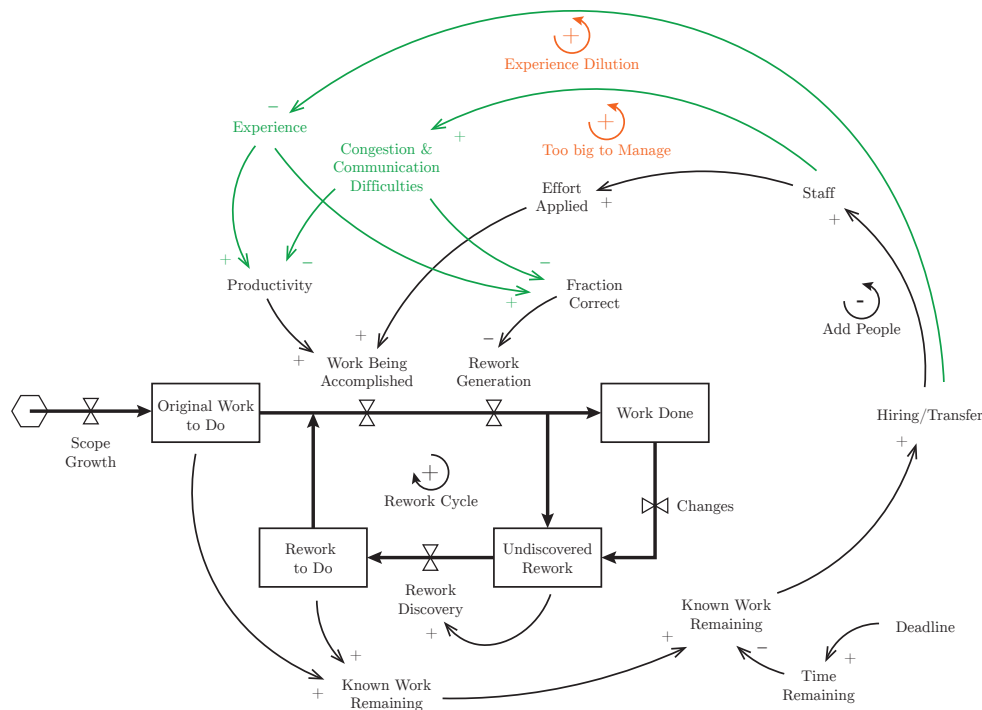 +
Experience Dilution
−
+
Experience
+
Congestion &
Too big to Manage
Communication
Difficulties
Effort
Applied
+
Staff
+
+
−
−
Productivity
+
Fraction
Correct
-
Add People
+
−
+
Work Being
Accomplished
Rework
Generation
Original Work
to Do
Work Done
Hiring/Transfer
+
Scope
Growth
+
Rework Cycle
Changes
Rework
to Do
Undiscovered
Rework
Rework
Discovery
+
Known Work
Remaining
+
Deadline
−
+
+
Time
Remaining
+
Known Work
Remaining